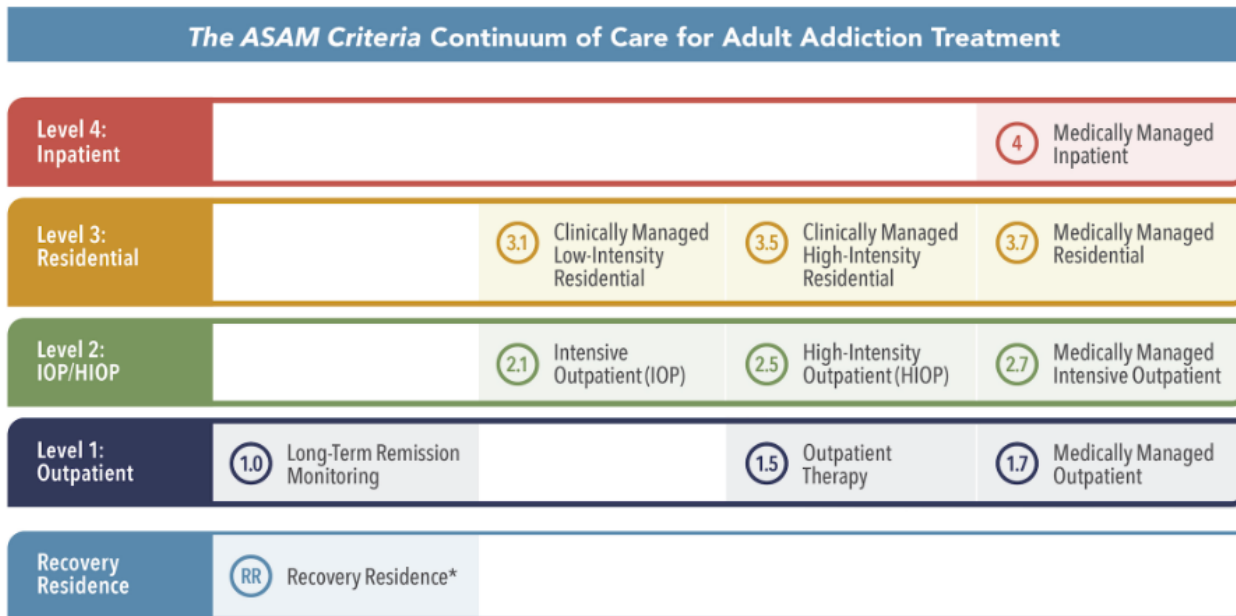 The ASAM Criteria Continuum of Care for Adult Addiction Treatment
Level 4:
Inpatient
4
Medically Managed
Inpatient
Level 3:
Residential
3.1
Clinically Managed
Low-Intensity
Residential
3.5
Clinically Managed
High-Intensity
Residential
3.7
Medically Managed
Residential
Level 2:
IOP/HIOP
2.1
Intensive
Outpatient (IOP)
2.5
High-Intensity
Outpatient (HIOP)
2.7
Medically Managed
Intensive Outpatient
Level 1:
Outpatient
1.0
Long-Term Remission
Monitoring
1.5
Outpatient
Therapy
1.7
Medically Managed
Outpatient
Recovery
Residence
RR
Recovery Residence*